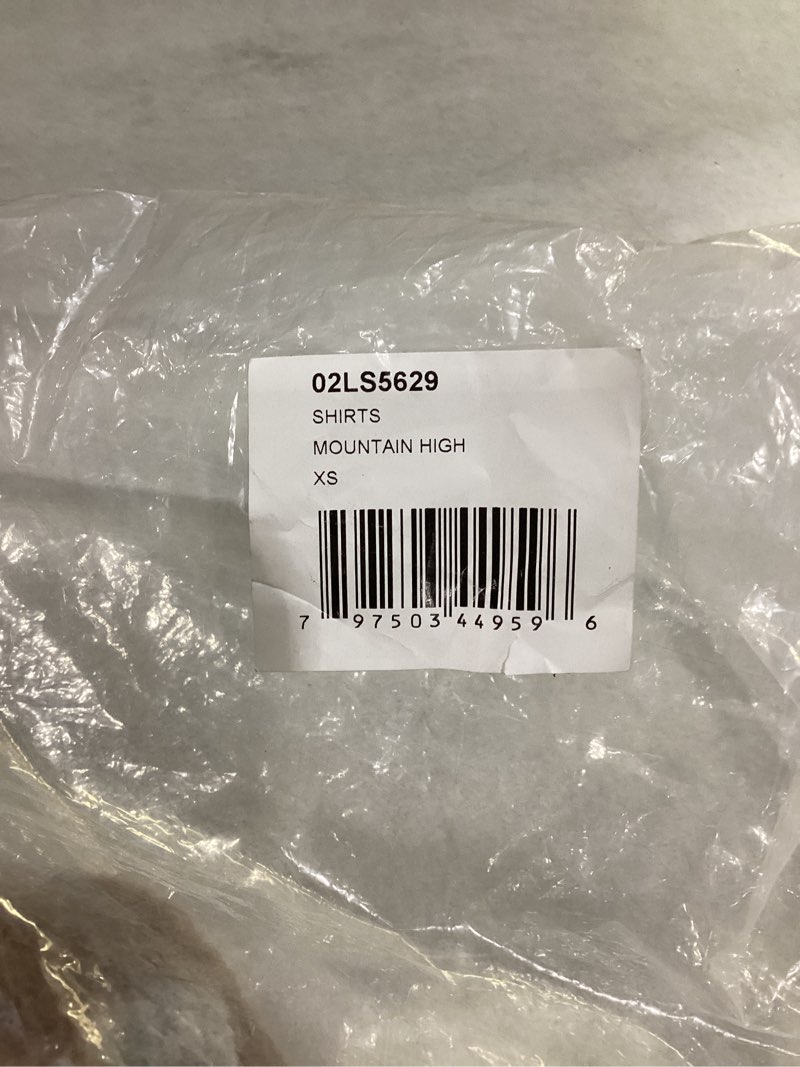 02LS5629
SHIRTS
MOUNTAIN HIGH
XS
7 97503 44959 6